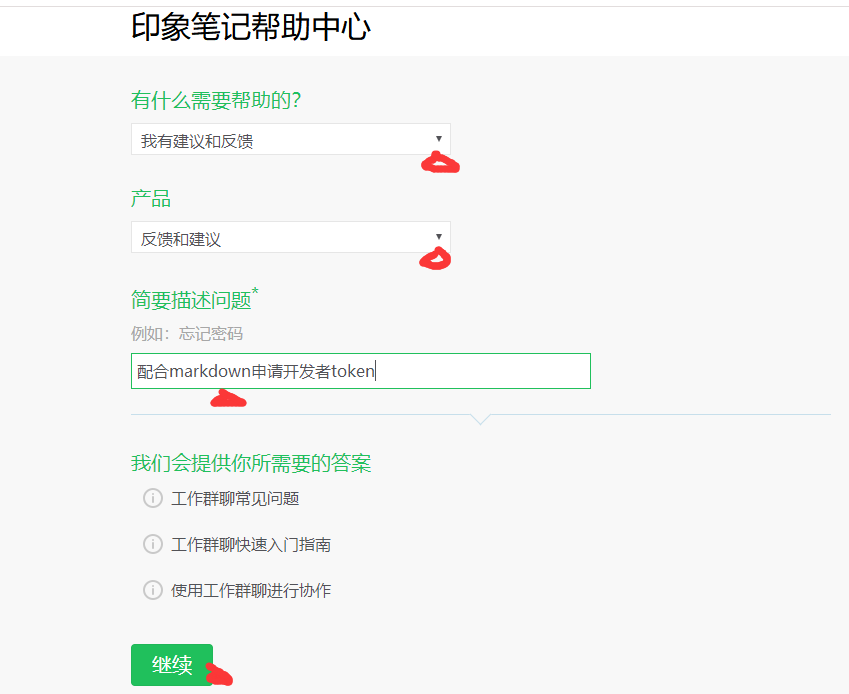 印象笔记帮助中心
有什么需要帮助的?
我有建议和反馈
产品
反馈和建议
简要描述问题*
例如：忘记密码
配合markdown申请开发者token
我们会提供你所需要的答案
工作群聊常见问题
工作群聊快速入门指南
使用工作群聊进行协作
继续